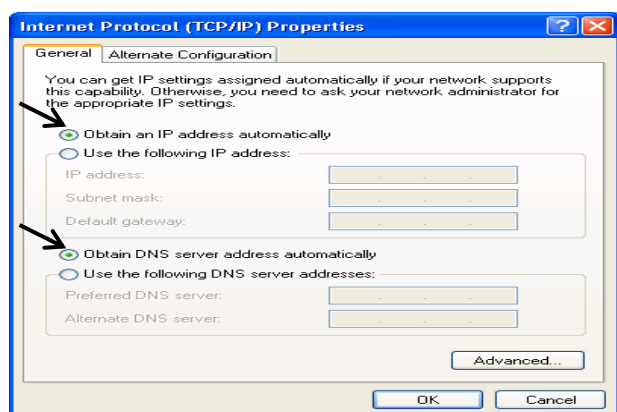 Internet Protocol (TCP/IP) Properties
General
Alternate Configuration
You can get IP settings assigned automatically if your network supports
this capability. Otherwise, you need to ask your network administrator for
the appropriate IP settings.
Obtain an IP address automatically
Use the following IP address:
IP address:
Subnet mask:
Default gateway:
Obtain DNS server address automatically
Use the following DNS server addresses:
Preferred DNS server:
Alternate DNS server:
Advanced...
OK
Cancel